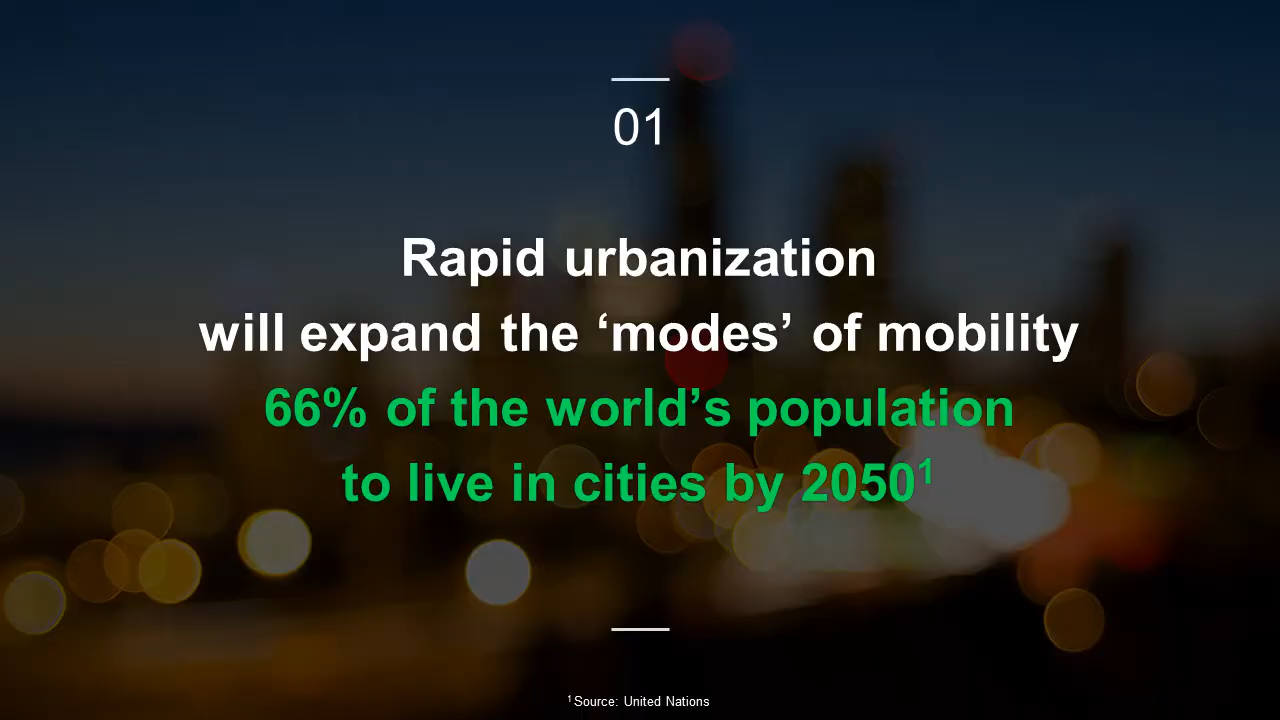 01
Rapid urbanization
will expand the ‘modes’ of mobility
66% of the world’s population
to live in cities by 2050¹
¹ Source: United Nations